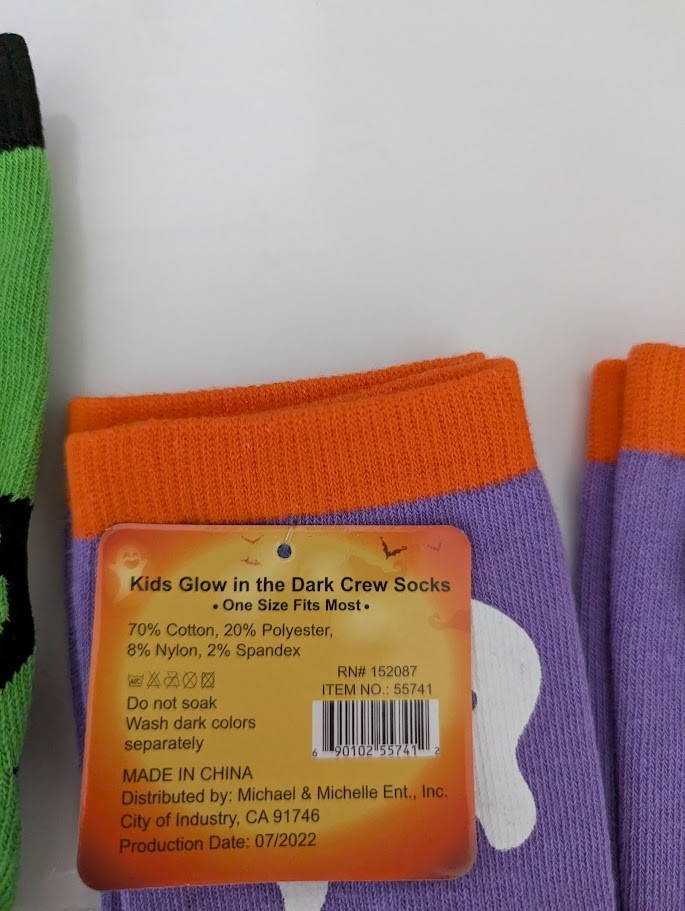 Kids Glow in the Dark Crew Socks
• One Size Fits Most •
70% Cotton, 20% Polyester,
8% Nylon, 2% Spandex
RN# 152087
ITEM NO.: 55741
Do not soak
Wash dark colors
separately
6 90102 55741 2
MADE IN CHINA
Distributed by: Michael & Michelle Ent., Inc.
City of Industry, CA 91746
Production Date: 07/2022